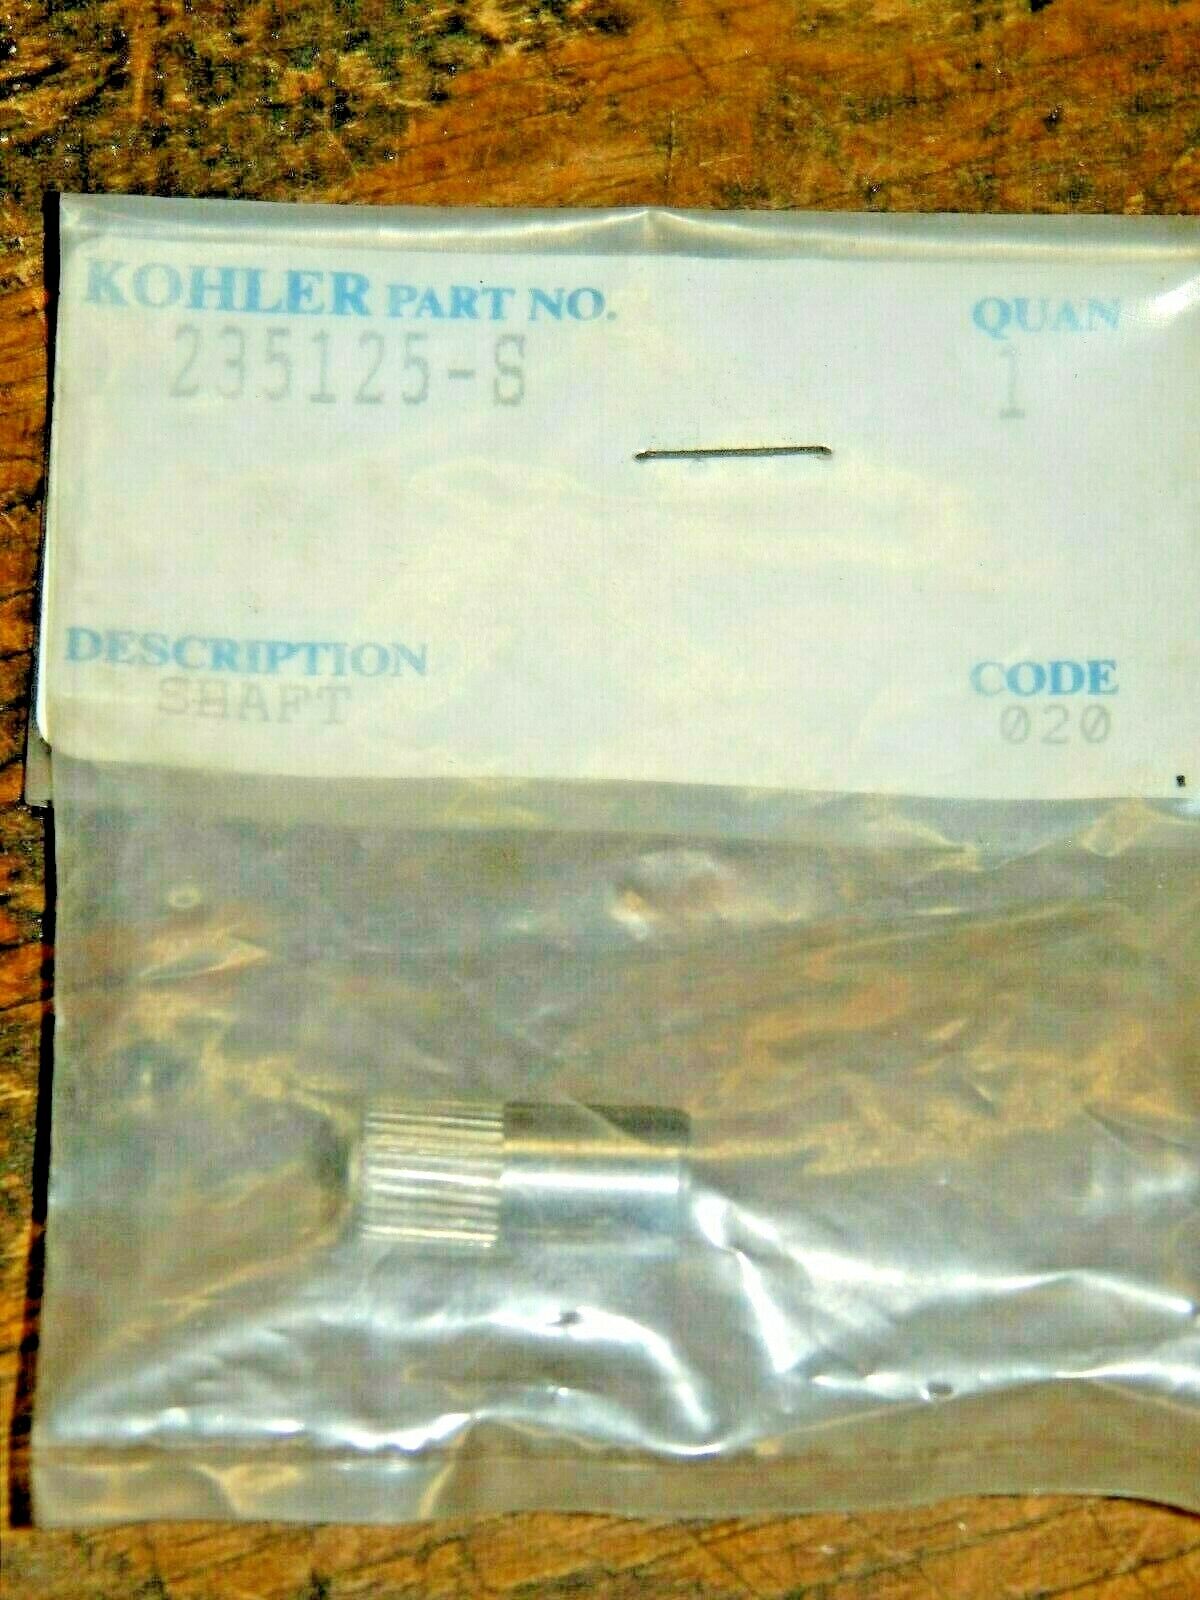 KOHLER PART NO. QUAN
235125-S 1
DESCRIPTION CODE
SHAFT 020